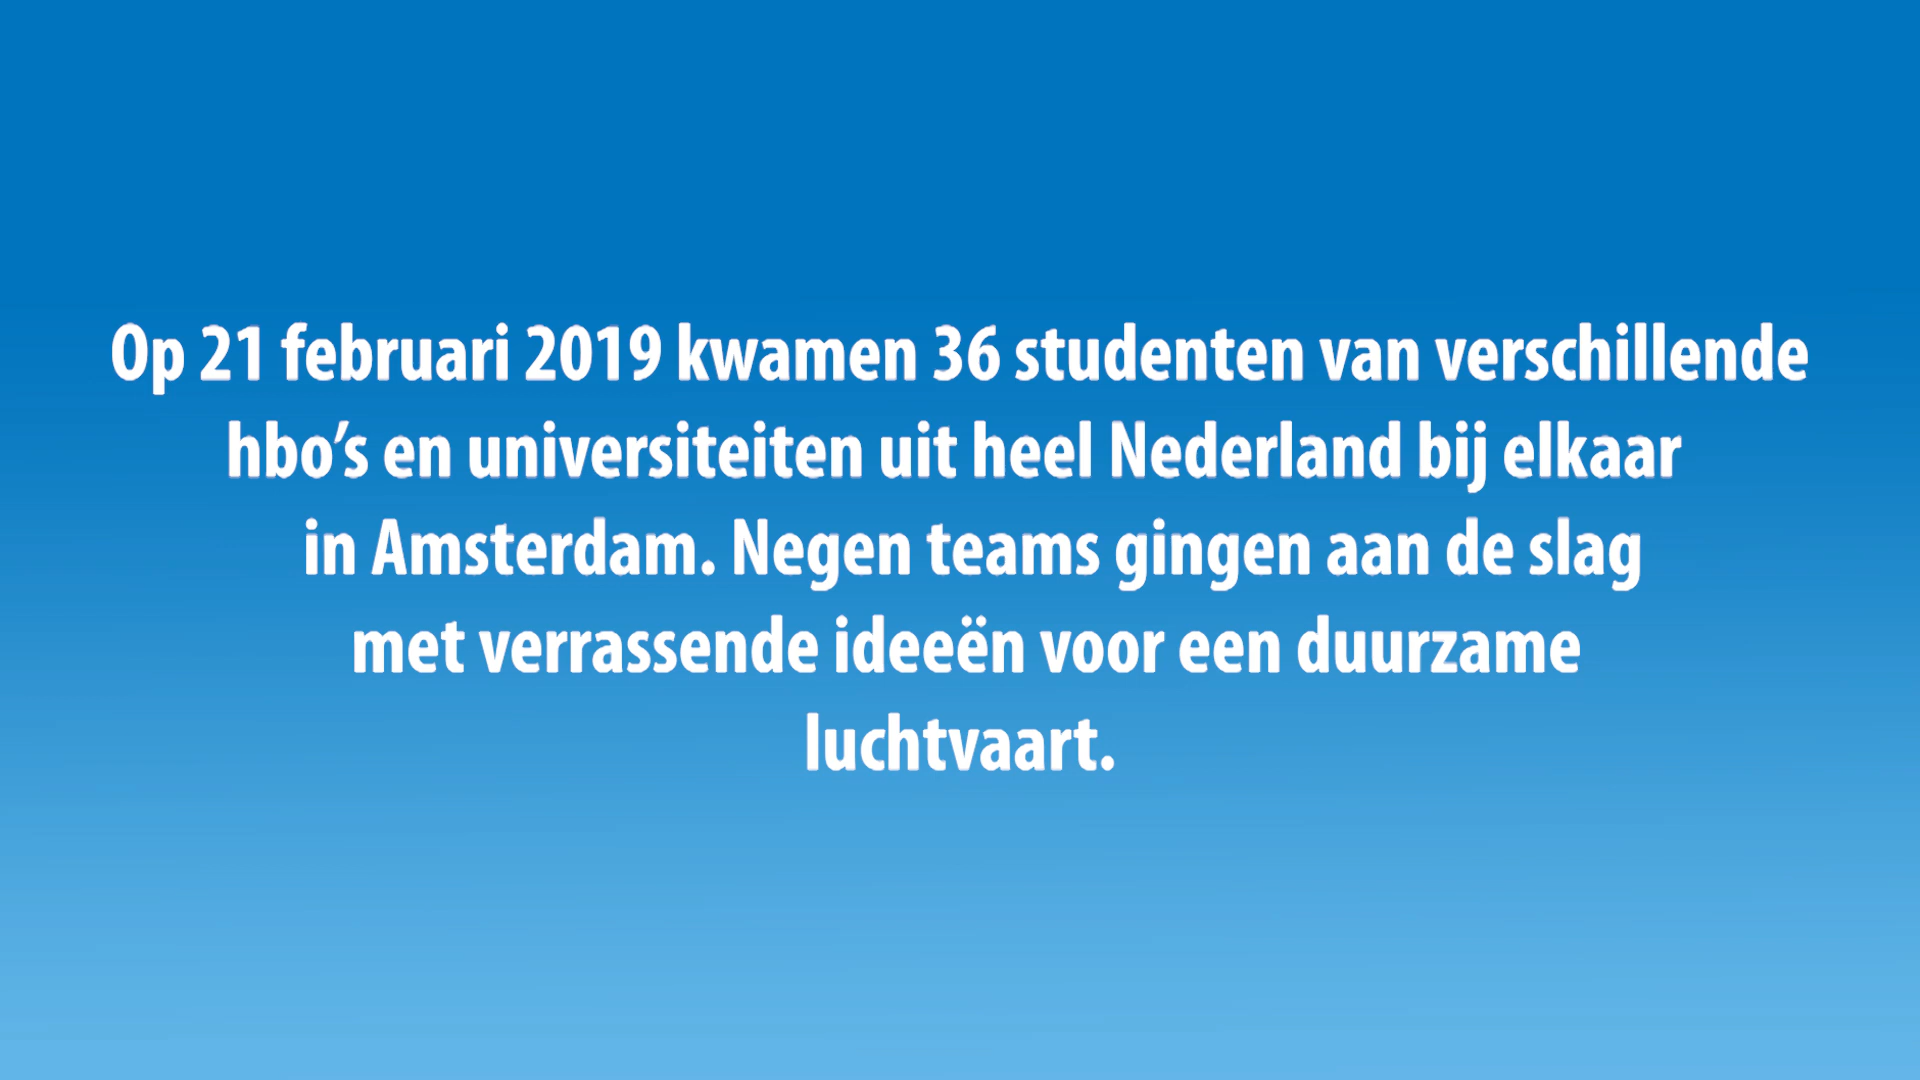 Op 21 februari 2019 kwamen 36 studenten van verschillende
hbo’s en universiteiten uit heel Nederland bij elkaar
in Amsterdam. Negen teams gingen aan de slag
met verrassende ideeën voor een duurzame
luchtvaart.